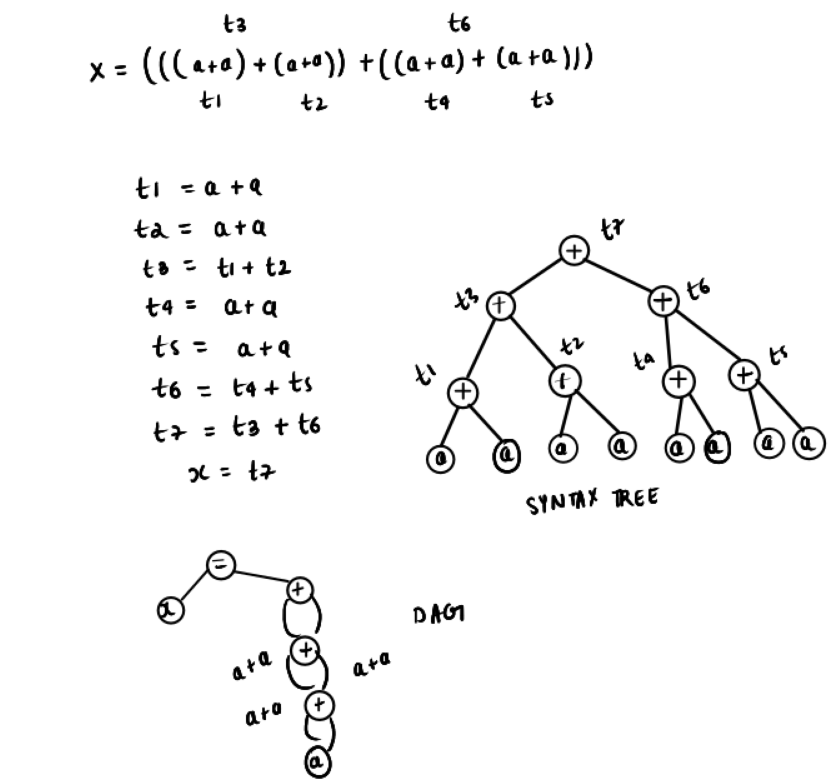 t3 t6
x = (((a+a) + (a+a)) + ((a+a) + (a+a)))
t1 t2 t4 t5
t1 = a + a
t2 = a + a
t3 = t1 + t2
t4 = a + a
t5 = a + a
t6 = t4 + t5
t7 = t3 + t6
x = t7
+ t7
t3 + + t6
t1 + t2 + t4 + + t5
a a a a a a a a
SYNTAX TREE
=
x +
DAG
a+a + a+a
a+a +
a